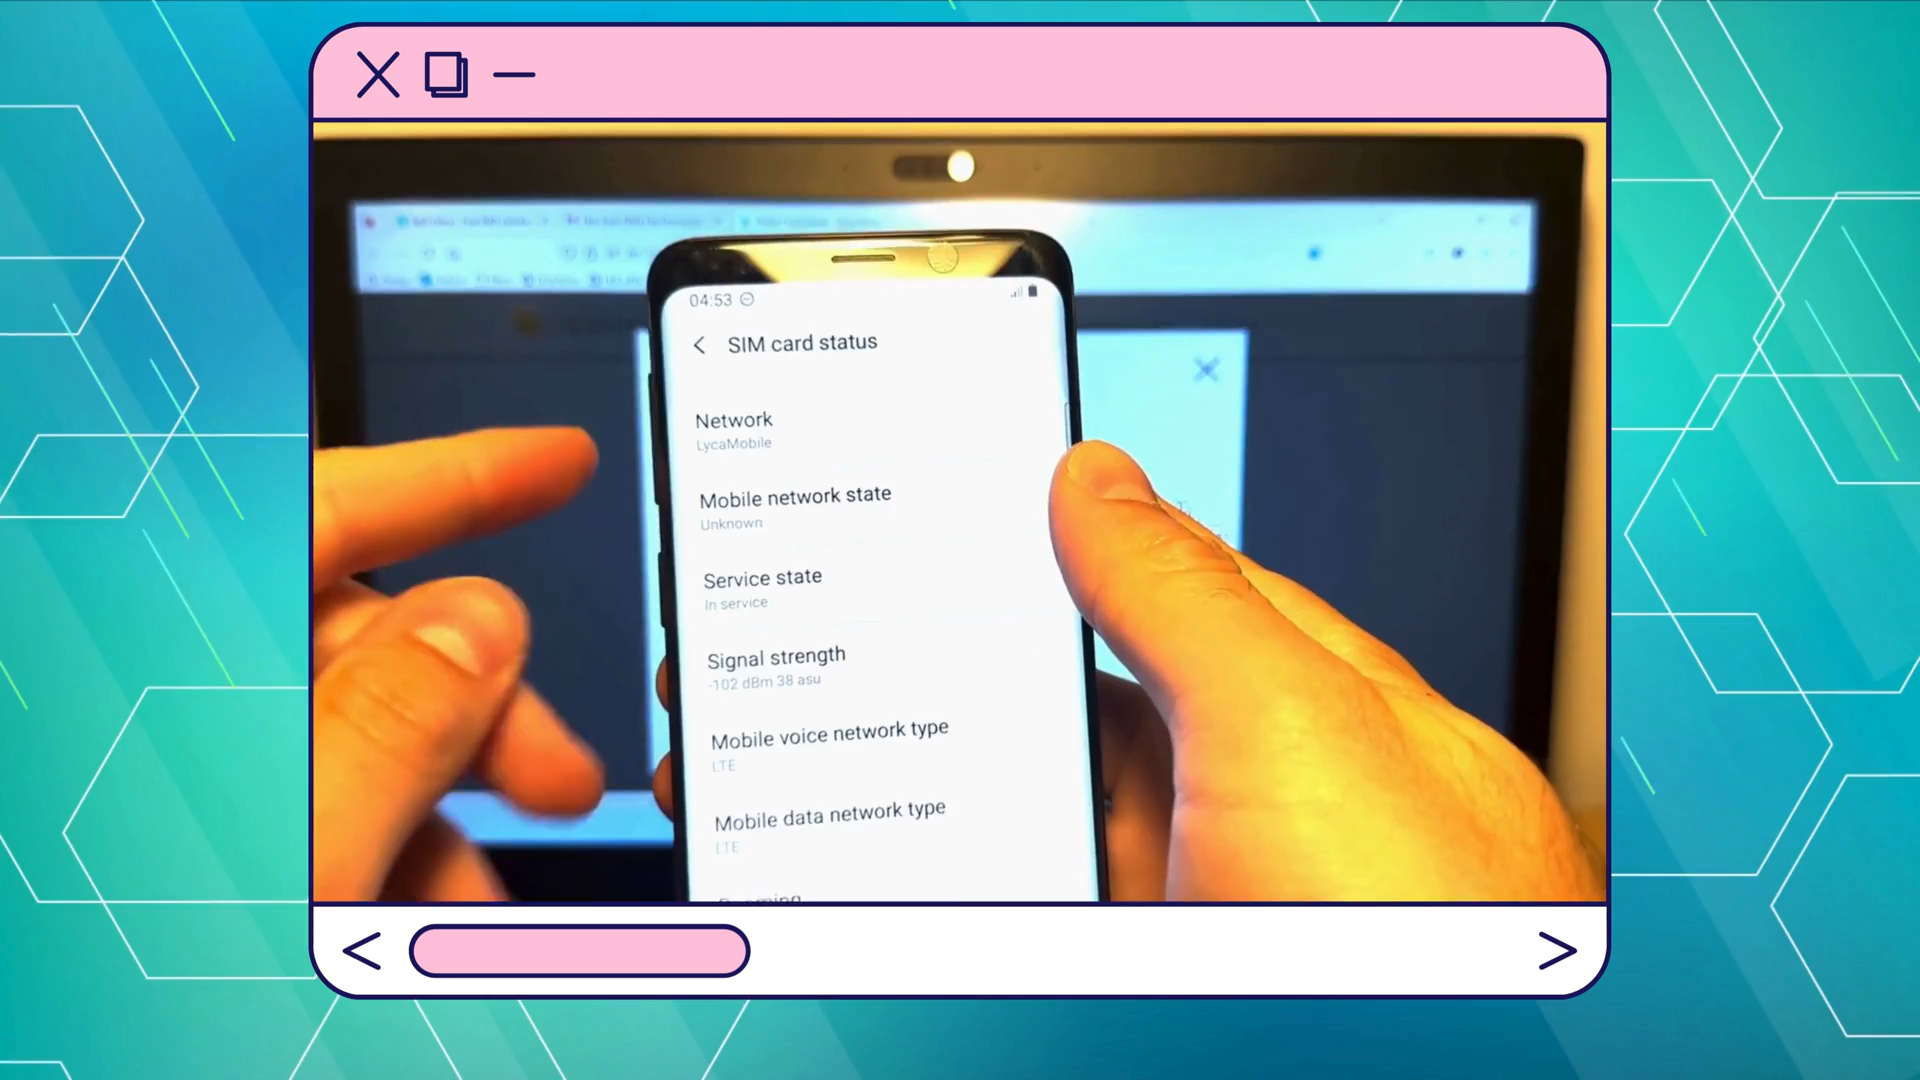 04:53
SIM card status
Network
LycaMobile
Mobile network state
Unknown
Service state
In service
Signal strength
-102 dBm 38 asu
Mobile voice network type
LTE
Mobile data network type
LTE
Roaming